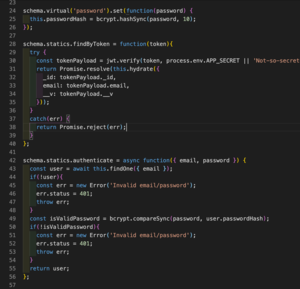 24
schema.virtual('password').set(function(password) {
25
this.passwordHash = bcrypt.hashSync(password, 10);
26
});
27
28
schema.statics.findByToken = function(token){
29
try {
30
const tokenPayload = jwt.verify(token, process.env.APP_SECRET || 'Not-so-secret
31
return Promise.resolve(this.hydrate({
32
_id: tokenPayload._id,
33
email: tokenPayload.email,
34
__v: tokenPayload.__v
35
}));
36
}
37
catch(err) {
38
return Promise.reject(err);
39
}
40
};
41
42
schema.statics.authenticate = async function({ email, password }) {
43
const user = await this.findOne({ email });
44
if(!user){
45
const err = new Error('Invalid email/password');
46
err.status = 401;
47
throw err;
48
}
49
const isValidPassword = bcrypt.compareSync(password, user.passwordHash);
50
if(!isValidPassword){
51
const err = new Error('Invalid email/password');
52
err.status = 401;
53
throw err;
54
}
55
return user;
56
};
57